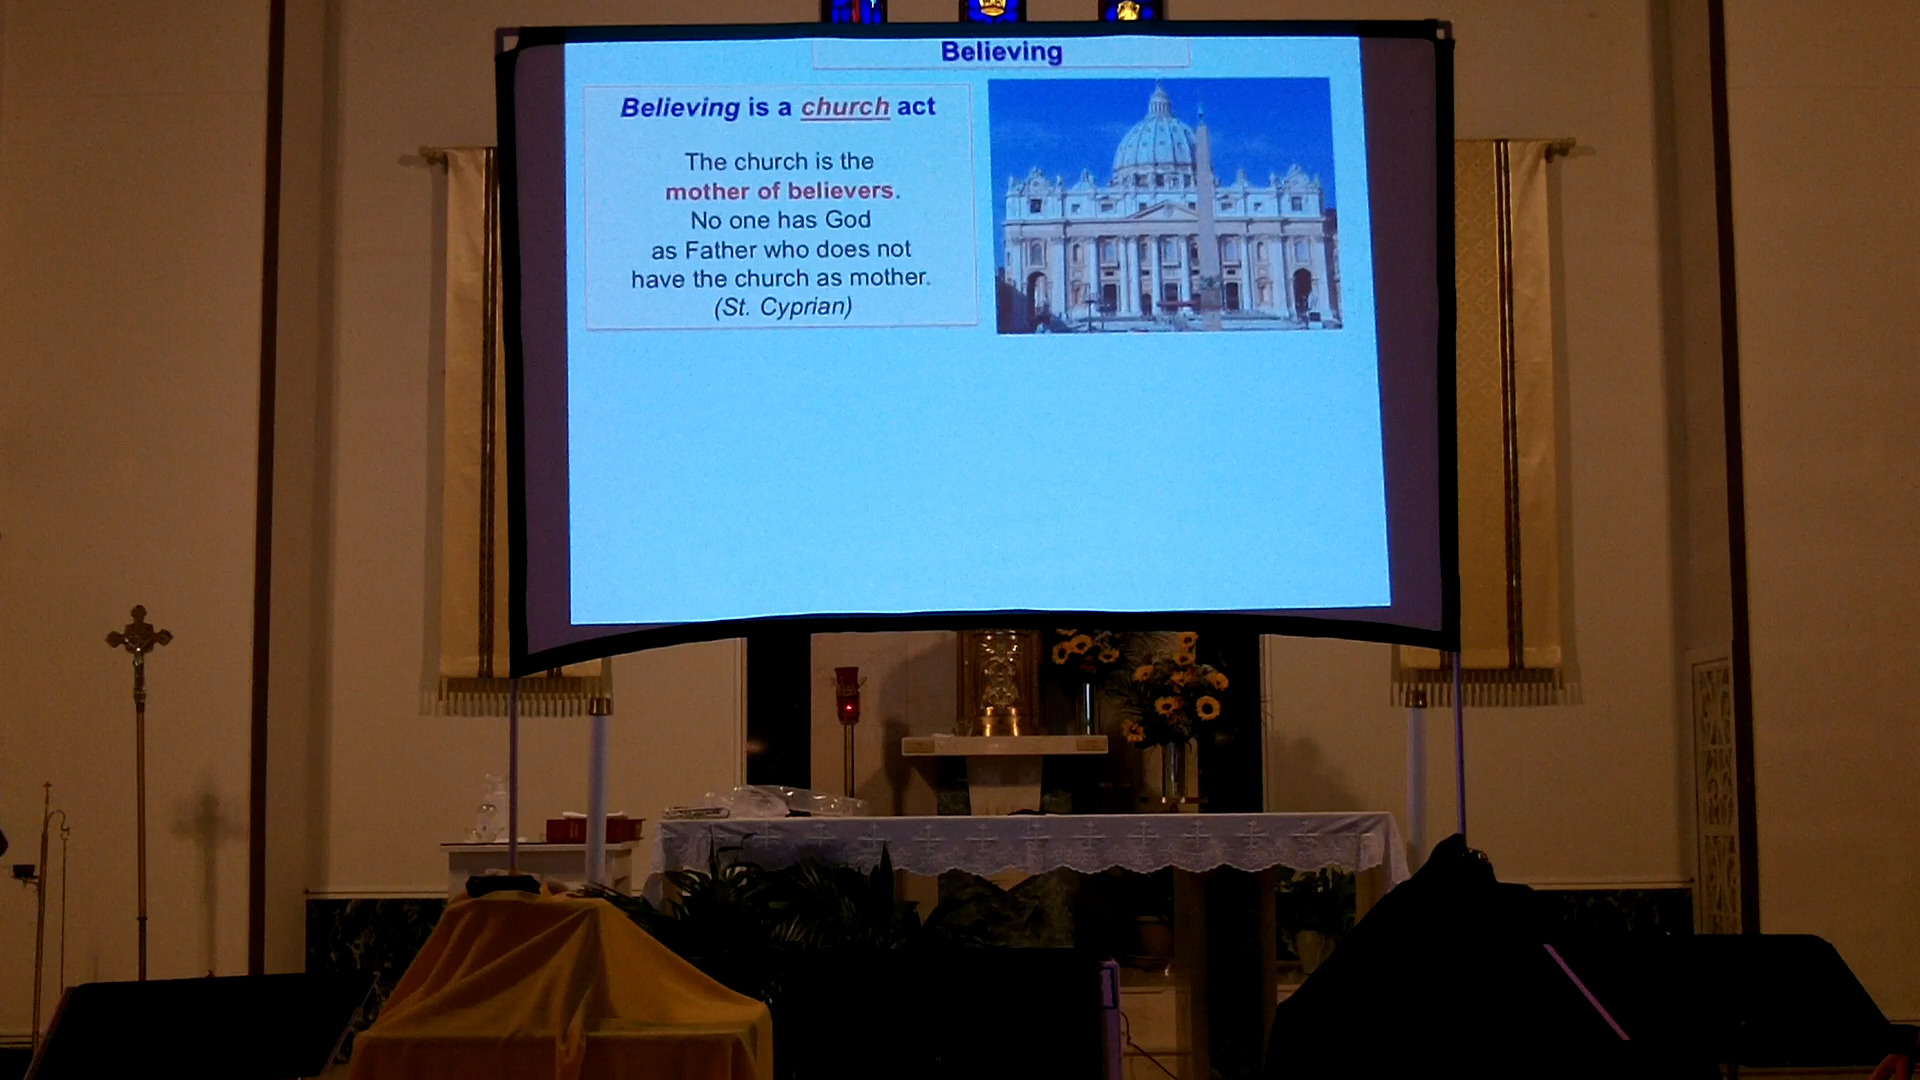 Believing
Believing is a church act
The church is the
mother of believers.
No one has God
as Father who does not
have the church as mother.
(St. Cyprian)